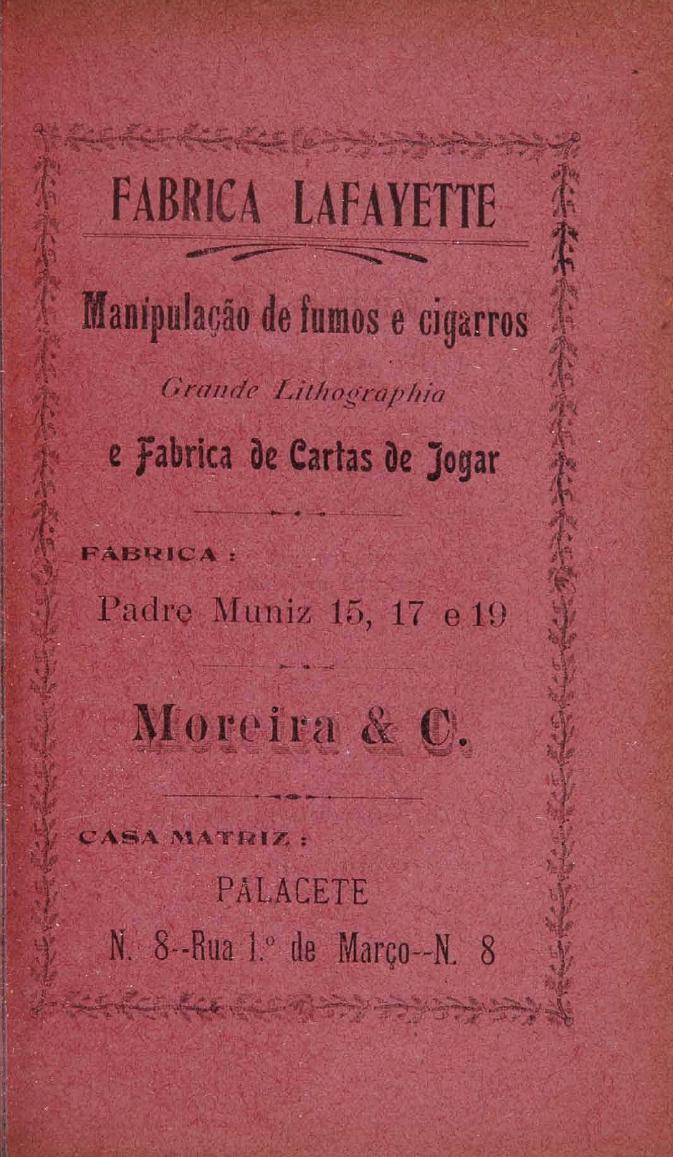 FABRICA LAFAYETTE
Manipulação de fumos e cigarros
Grande Lithographia
e Fabrica de Cartas de Jogar
FABRICA :
Padre Muniz 15, 17 e 19
Moreira & C.
CASA MATRIZ :
PALACETE
N. 8--Rua 1.º de Março--N. 8